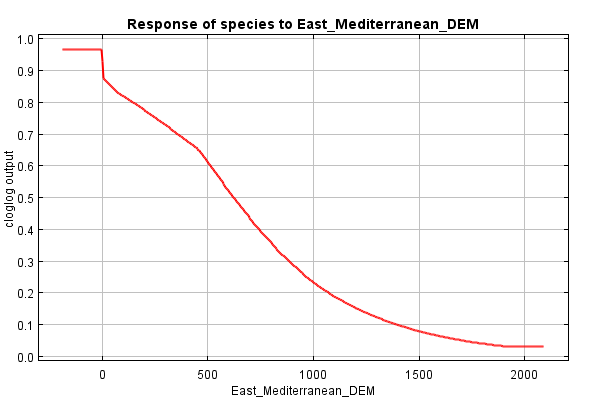 Response of species to East_Mediterranean_DEM
1.0
0.9
0.8
0.7
0.6
0.5
0.4
0.3
0.2
0.1
0.0
cloglog output
0 500 1000 1500 2000
East_Mediterranean_DEM